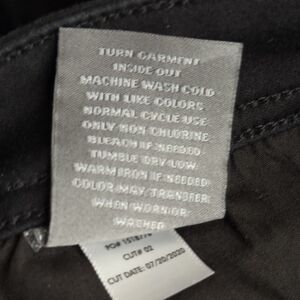 TURN GARMENT
INSIDE OUT
MACHINE WASH COLD
WITH LIKE COLORS
NORMAL CYCLE USE
ONLY NON CHLORINE
BLEACH IF NEEDED
TUMBLE DRY LOW
WARM IRON IF NEEDED
COLOR MAY TRANSFER
WHEN WORN OR
WASHED
CUT# 02
CUT DATE: 07/20/2020